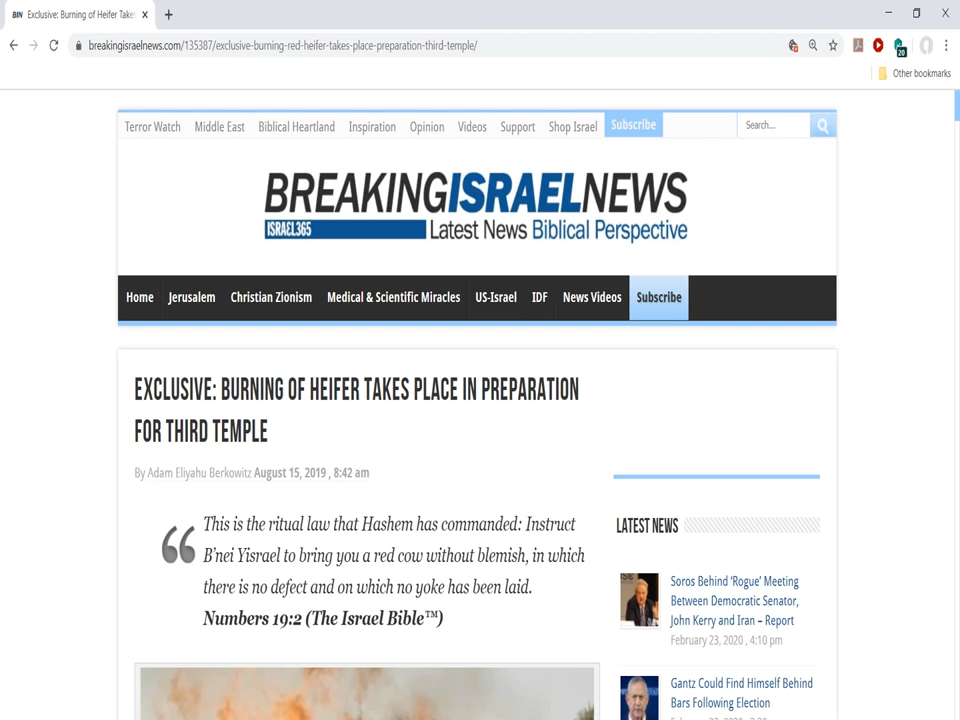 BIN Exclusive: Burning of Heifer Takes
breakingisraelnews.com/135387/exclusive-burning-red-heifer-takes-place-preparation-third-temple/
20
Other bookmarks
Terror Watch Middle East Biblical Heartland Inspiration Opinion Videos Support Shop Israel Subscribe Search...
BREAKINGISRAELNEWS
ISRAEL365 Latest News Biblical Perspective
Home Jerusalem Christian Zionism Medical & Scientific Miracles US-Israel IDF News Videos Subscribe
EXCLUSIVE: BURNING OF HEIFER TAKES PLACE IN PREPARATION
FOR THIRD TEMPLE
By Adam Eliyahu Berkowitz August 15, 2019 , 8:42 am
This is the ritual law that Hashem has commanded: Instruct
B'nei Yisrael to bring you a red cow without blemish, in which
there is no defect and on which no yoke has been laid.
Numbers 19:2 (The Israel Bible™)
LATEST NEWS
Soros Behind ‘Rogue’ Meeting
Between Democratic Senator,
John Kerry and Iran – Report
February 23, 2020 , 4:10 pm
Gantz Could Find Himself Behind
Bars Following Election